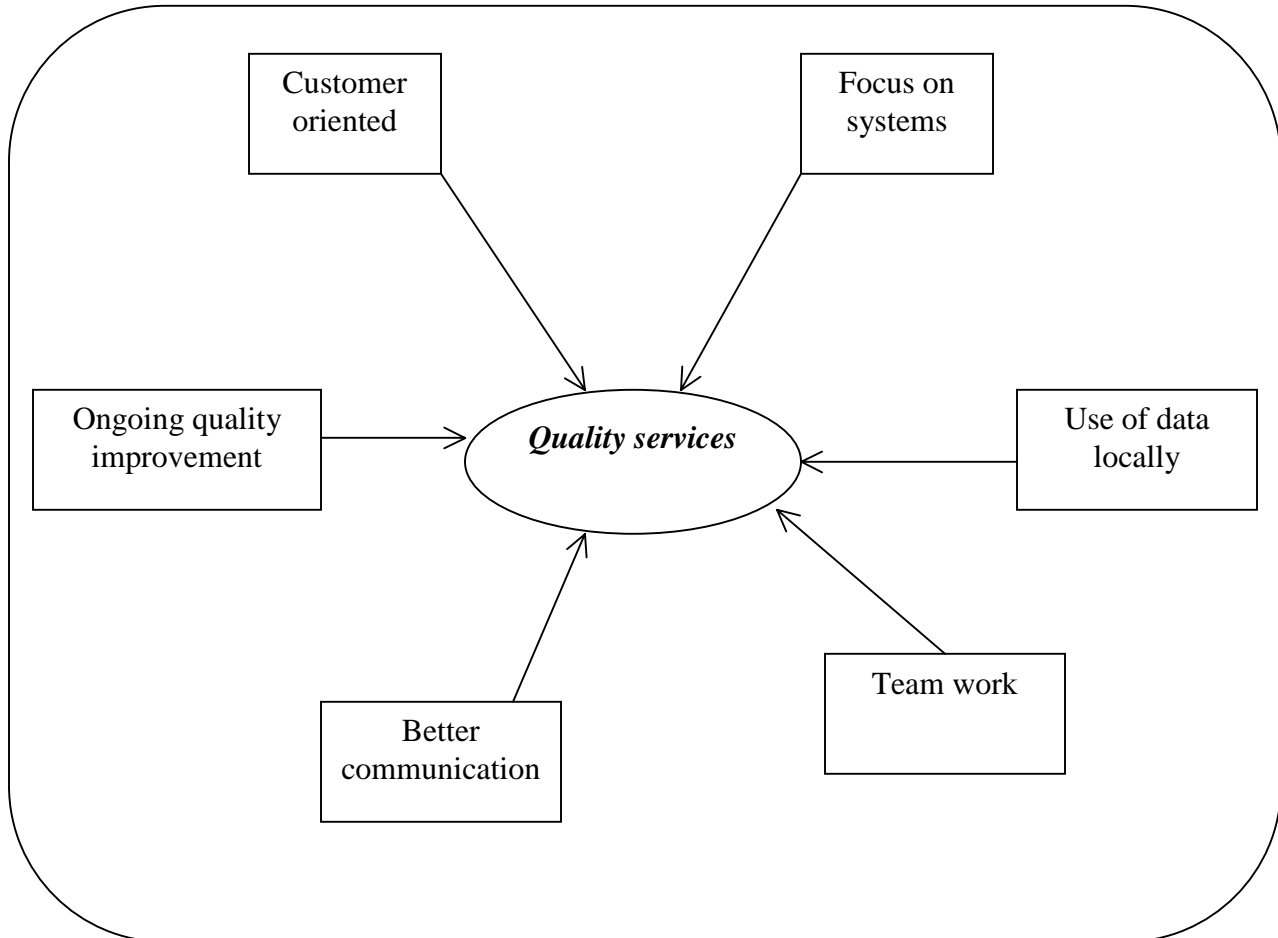 Customer
oriented
Focus on
systems
Ongoing quality
improvement
Quality services
Use of data
locally
Better
communication
Team work